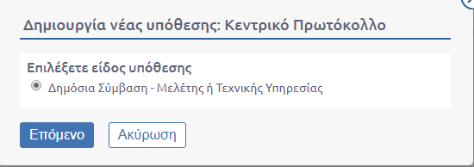 Δημιουργία νέας υπόθεσης: Κεντρικό Πρωτόκολλο
Επιλέξετε είδος υπόθεσης
Δημόσια Σύμβαση - Μελέτης ή Τεχνικής Υπηρεσίας
Επόμενο Ακύρωση